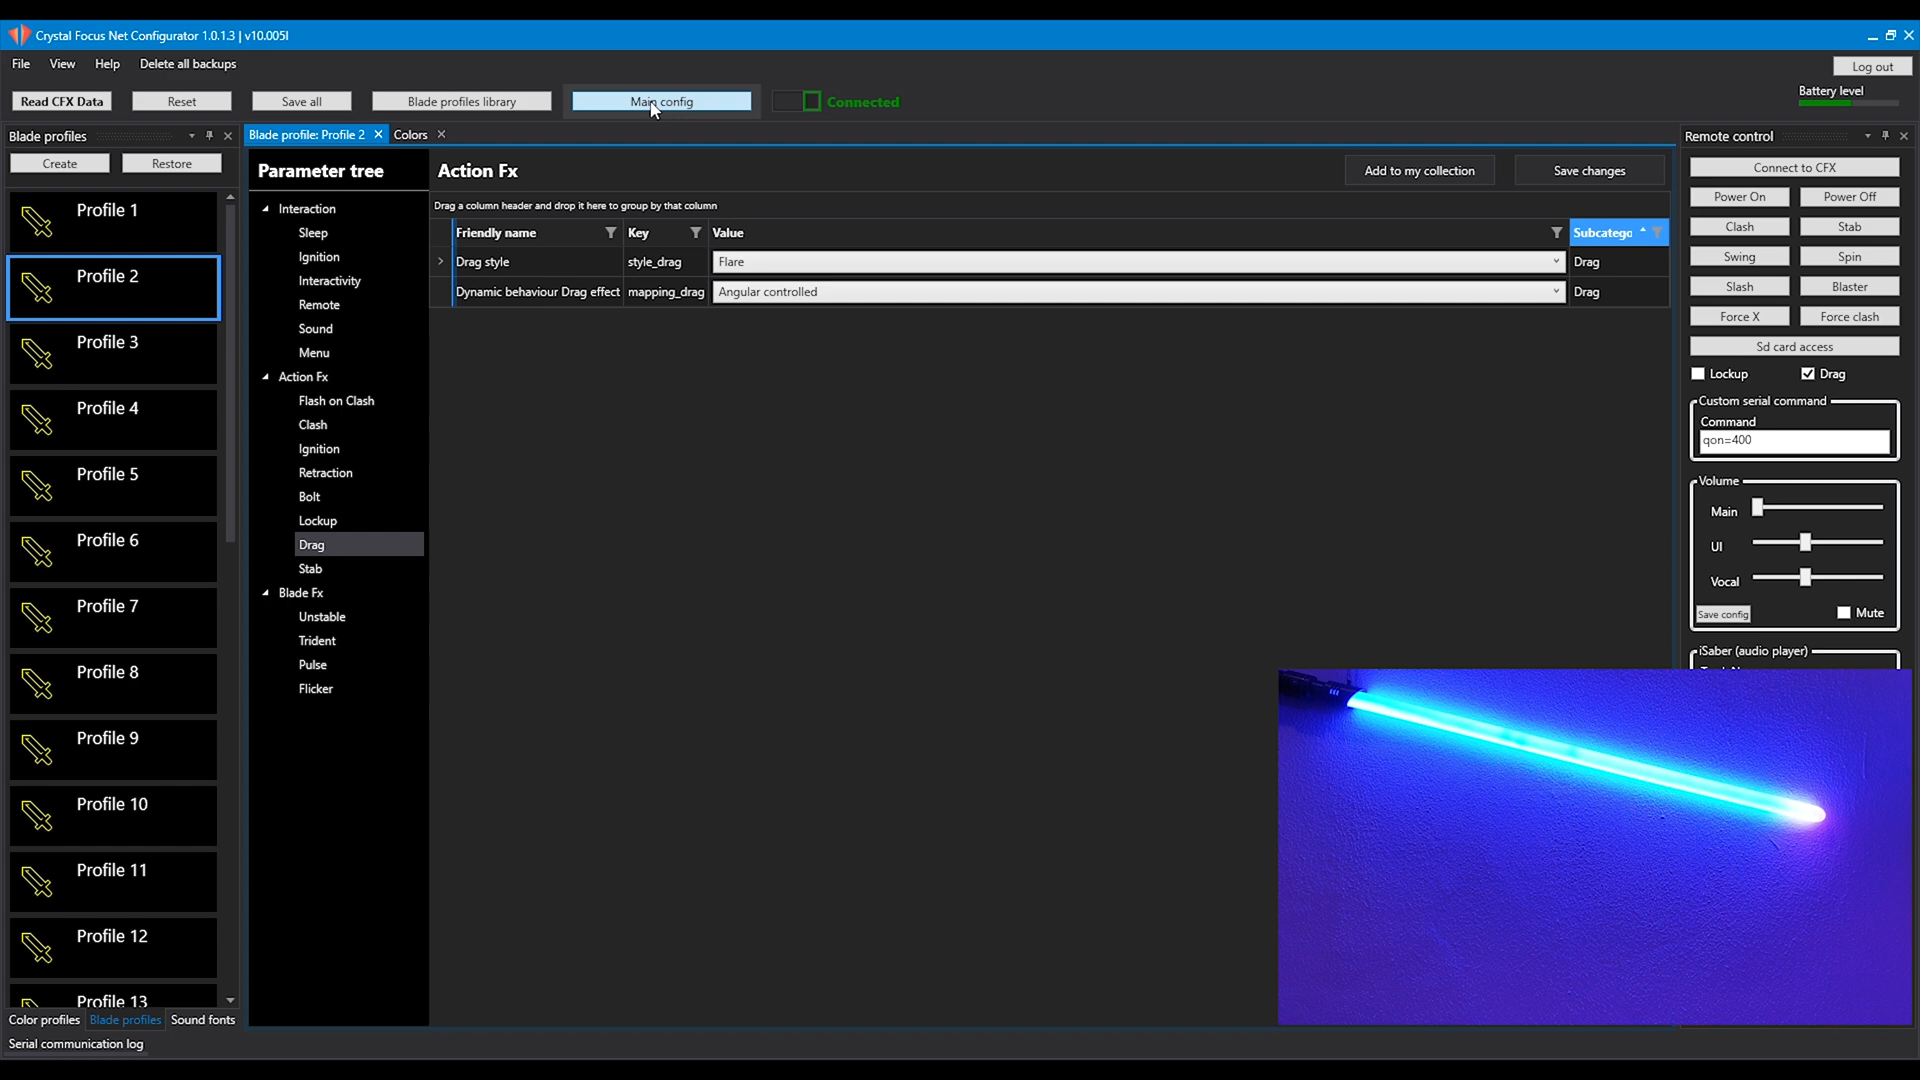 Crystal Focus Net Configurator 1.0.1.3 | v10.005l
File View Help Delete all backups
Log out
Read CFX Data Reset Save all Blade profiles library Main config Connected
Battery level
Blade profiles
Create Restore
Profile 1
Profile 2
Profile 3
Profile 4
Profile 5
Profile 6
Profile 7
Profile 8
Profile 9
Profile 10
Profile 11
Profile 12
Profile 13
Color profiles Blade profiles Sound fonts
Serial communication log
Blade profile: Profile 2 Colors
Parameter tree
Interaction
Sleep
Ignition
Interactivity
Remote
Sound
Menu
Action Fx
Flash on Clash
Clash
Ignition
Retraction
Bolt
Lockup
Drag
Stab
Blade Fx
Unstable
Trident
Pulse
Flicker
Action Fx
Add to my collection Save changes
Drag a column header and drop it here to group by that column
Friendly name Key Value Subcatego
Drag style style_drag Flare Drag
Dynamic behaviour Drag effect mapping_drag Angular controlled Drag
Remote control
Connect to CFX
Power On Power Off
Clash Stab
Swing Spin
Slash Blaster
Force X Force clash
Sd card access
Lockup Drag
Custom serial command
Command
qon=400
Volume
Main
UI
Vocal
Save config Mute
iSaber (audio player)